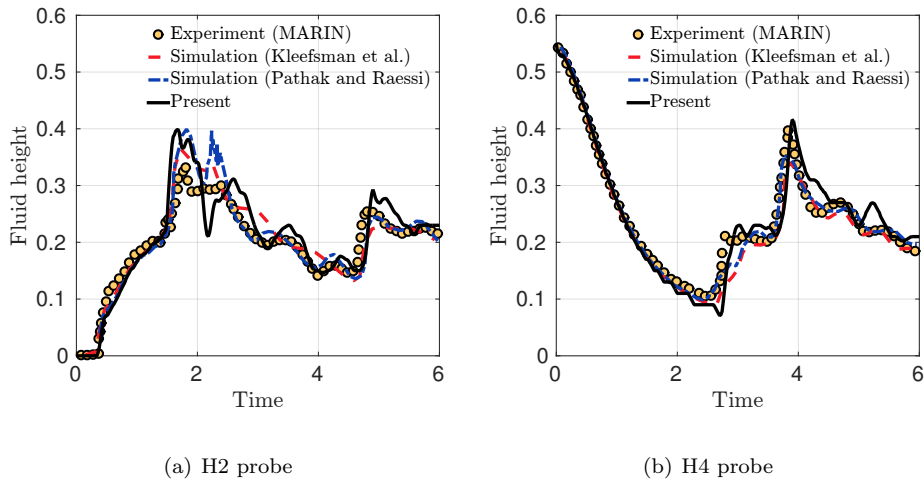 Experiment (MARIN)
Simulation (Kleefsman et al.)
Simulation (Pathak and Raessi)
Present
Fluid height
0.6
0.5
0.4
0.3
0.2
0.1
0
0 2 4 6
Time
(a) H2 probe
Experiment (MARIN)
Simulation (Kleefsman et al.)
Simulation (Pathak and Raessi)
Present
Fluid height
0.6
0.5
0.4
0.3
0.2
0.1
0
0 2 4 6
Time
(b) H4 probe